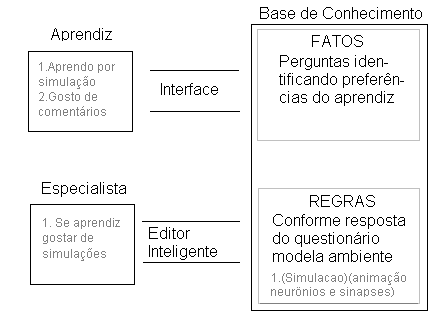 Base de Conhecimento
Aprendiz
1.Aprendo por
simulação
2.Gosto de
comentários
Interface
FATOS
Perguntas iden-
tificando preferên-
cias do aprendiz
Especialista
1. Se aprendiz
gostar de
simulações
Editor
Inteligente
REGRAS
Conforme resposta
do questionário
modela ambiente
1.(Simulacao)(animação
neurônios e sinapses)